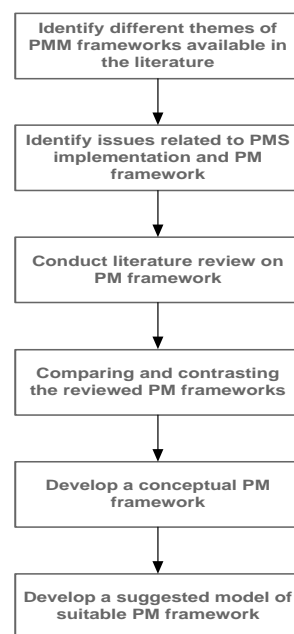 Identify different themes of
PMM frameworks available in
the literature
Identify issues related to PMS
implementation and PM
framework
Conduct literature review on
PM framework
Comparing and contrasting
the reviewed PM frameworks
Develop a conceptual PM
framework
Develop a suggested model of
suitable PM framework